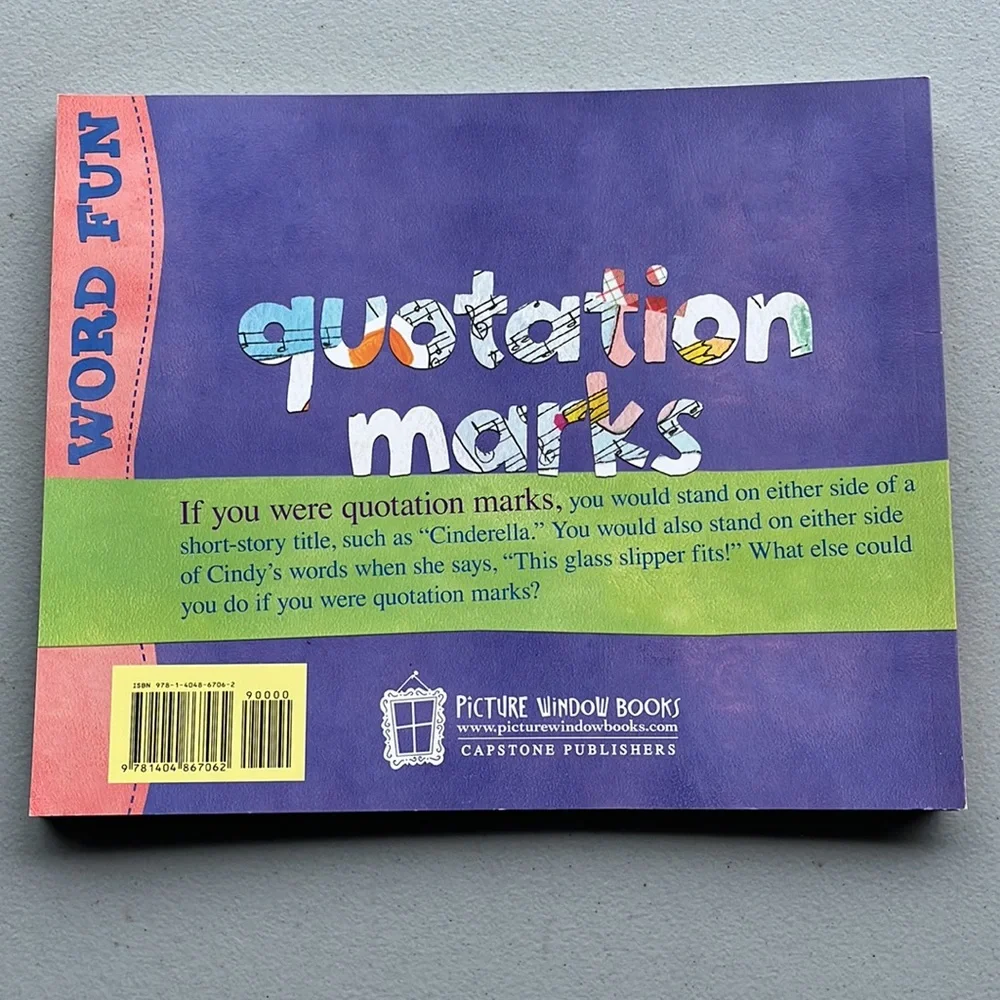 WORD FUN
quotation
marks
If you were quotation marks, you would stand on either side of a
short-story title, such as “Cinderella.” You would also stand on either side
of Cindy’s words when she says, “This glass slipper fits!” What else could
you do if you were quotation marks?
ISBN 978-1-4048-6706-2
90000
9 781404 867062
PICTURE WINDOW BOOKS
www.picturewindowbooks.com
CAPSTONE PUBLISHERS